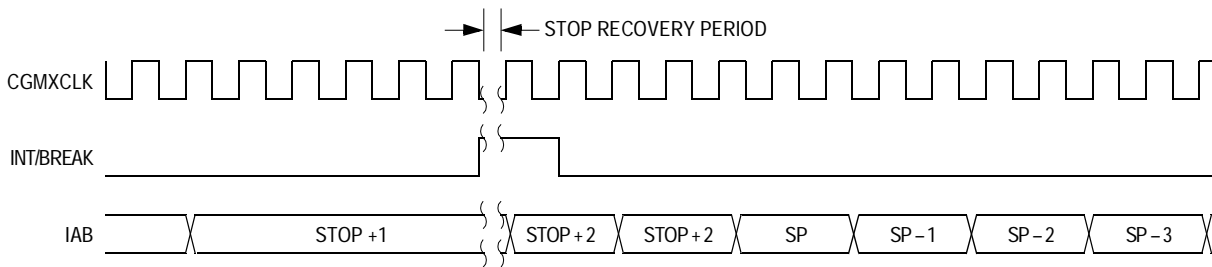 STOP RECOVERY PERIOD
CGMXCLK
INT/BREAK
IAB STOP +1 STOP + 2 STOP + 2 SP SP – 1 SP – 2 SP – 3